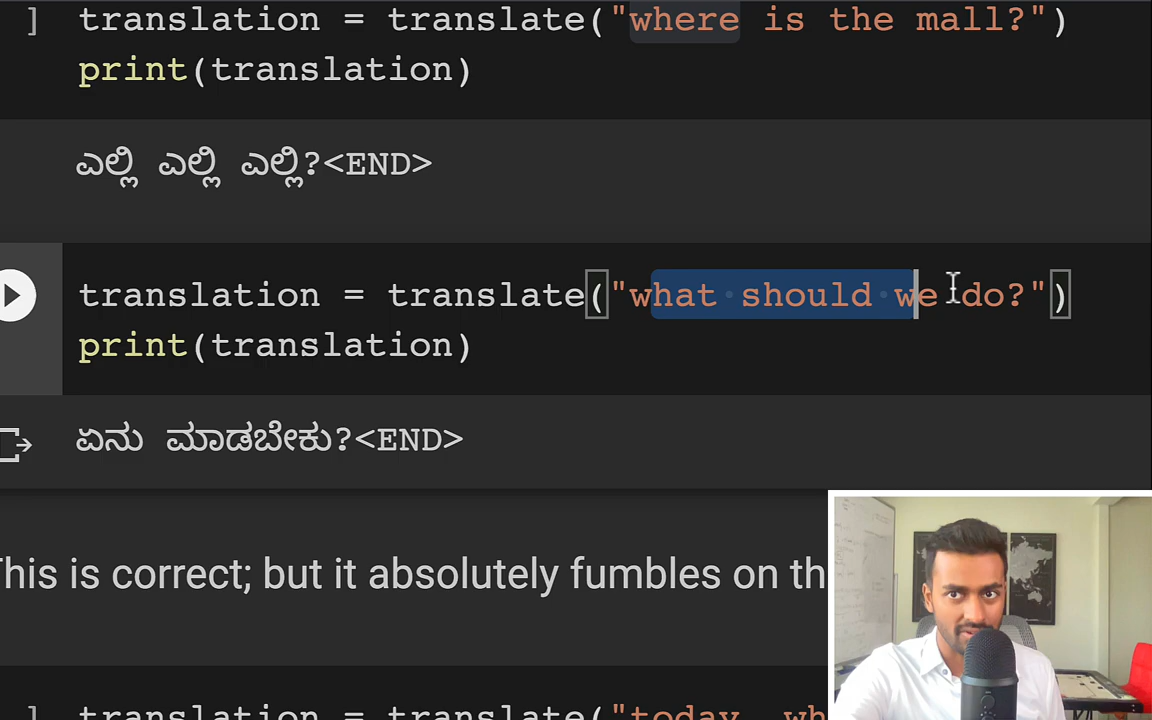 ] translation = translate("where is the mall?")
print(translation)
ಎಲ್ಲಿ ಎಲ್ಲಿ ಎಲ್ಲಿ?<END>
translation = translate("what should we do?")
print(translation)
ಏನು ಮಾಡಬೇಕು?<END>
This is correct; but it absolutely fumbles on th
] translation = translate("today, wh